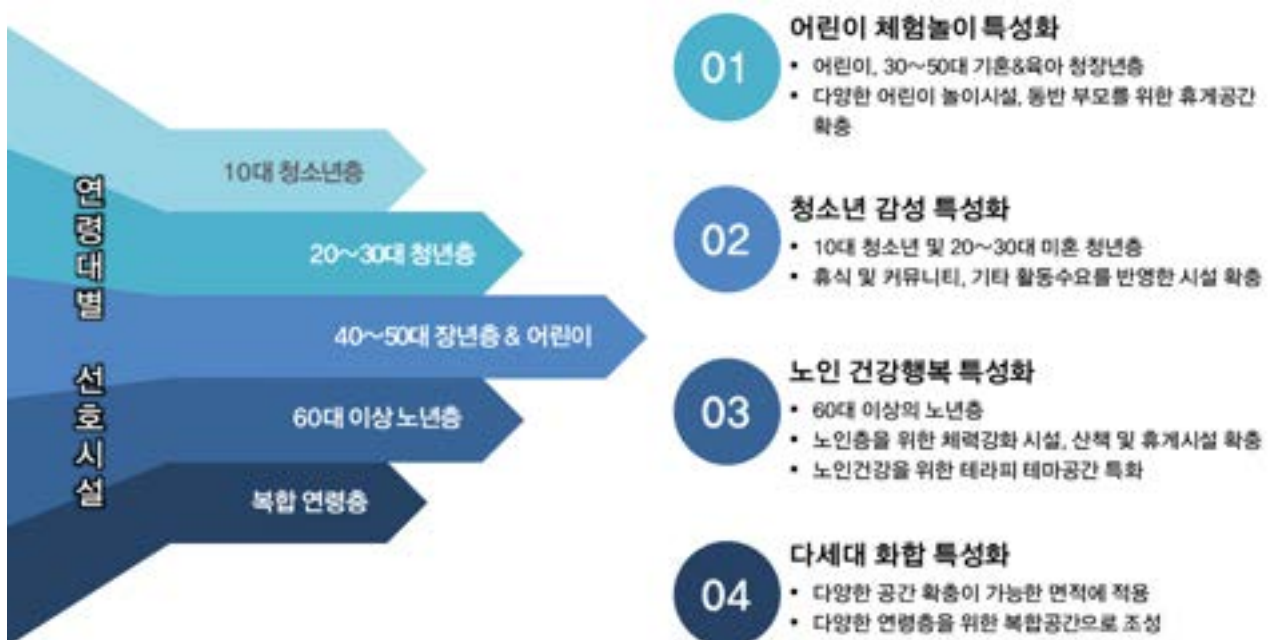 연령대별 선호시설
10대 청소년층
20~30대 청년층
40~50대 장년층 & 어린이
60대 이상 노년층
복합 연령층
01
어린이 체험놀이 특성화
• 어린이, 30~50대 기혼&육아 청장년층
• 다양한 어린이 놀이시설, 동반 부모를 위한 휴게공간
확충
02
청소년 감성 특성화
• 10대 청소년 및 20~30대 미혼 청년층
• 휴식 및 커뮤니티, 기타 활동수요를 반영한 시설 확충
03
노인 건강행복 특성화
• 60대 이상의 노년층
• 노인층을 위한 체력강화 시설, 산책 및 휴게시설 확충
• 노인건강을 위한 테라피 테마공간 특화
04
다세대 화합 특성화
• 다양한 공간 확충이 가능한 면적에 적용
• 다양한 연령층을 위한 복합공간으로 조성